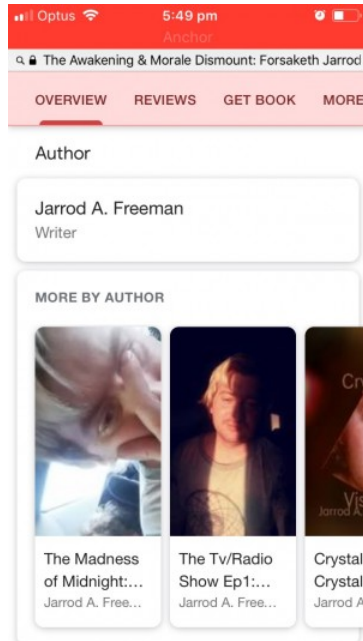 Optus 5:49 pm
Anchor
The Awakening & Morale Dismount: Forsaketh Jarrod
OVERVIEW REVIEWS GET BOOK MORE
Author
Jarrod A. Freeman
Writer
MORE BY AUTHOR
The Madness
of Midnight:...
Jarrod A. Free...
The Tv/Radio
Show Ep1:...
Jarrod A. Free...
Crystal
Crystal
Jarrod A